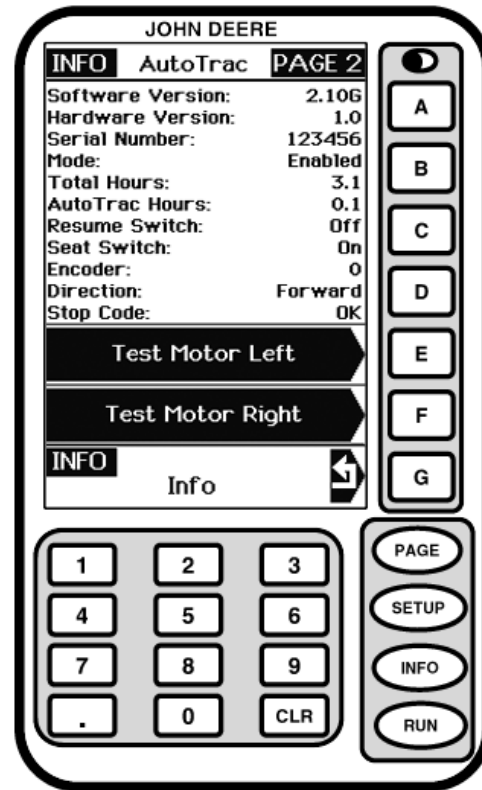 JOHN DEERE
INFO AutoTrac PAGE 2
Software Version: 2.10G
Hardware Version: 1.0
Serial Number: 123456
Mode: Enabled
Total Hours: 3.1
AutoTrac Hours: 0.1
Resume Switch: Off
Seat Switch: On
Encoder: 0
Direction: Forward
Stop Code: OK
Test Motor Left
Test Motor Right
INFO
Info
A
B
C
D
E
F
G
1 2 3
4 5 6
7 8 9
. 0 CLR
PAGE
SETUP
INFO
RUN